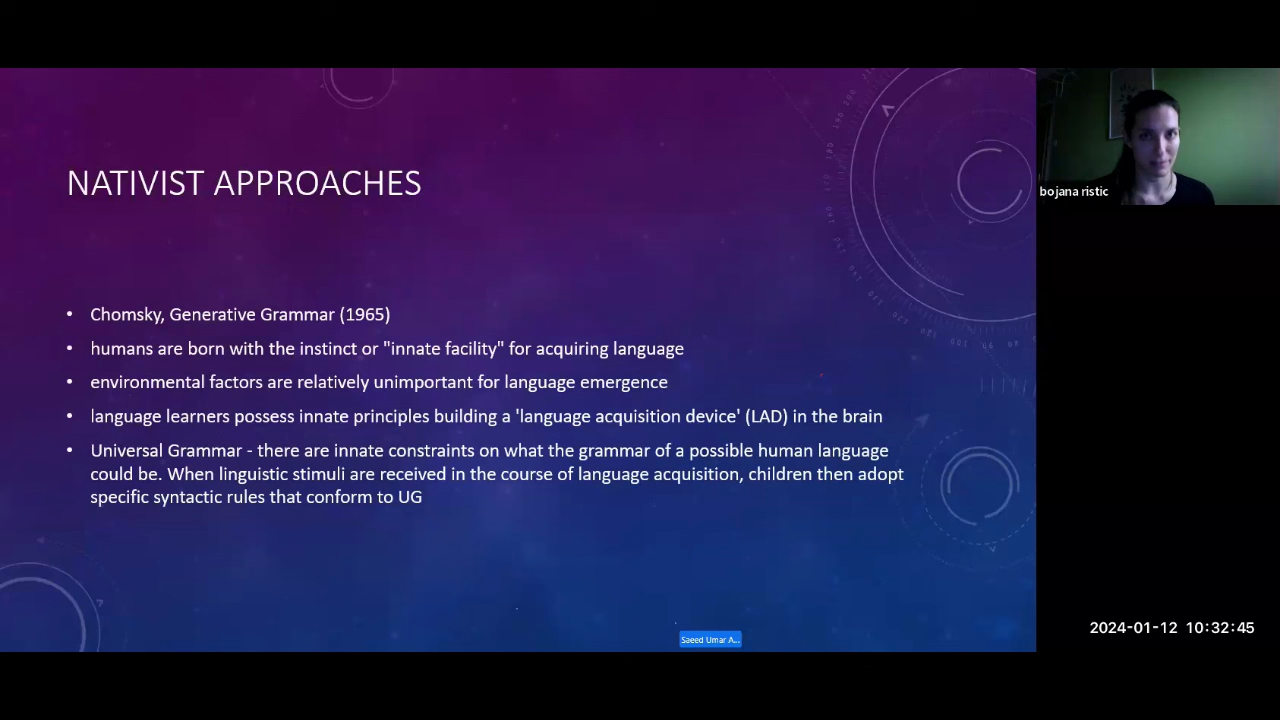 NATIVIST APPROACHES
• Chomsky, Generative Grammar (1965)
• humans are born with the instinct or "innate facility" for acquiring language
• environmental factors are relatively unimportant for language emergence
• language learners possess innate principles building a 'language acquisition device' (LAD) in the brain
• Universal Grammar - there are innate constraints on what the grammar of a possible human language
could be. When linguistic stimuli are received in the course of language acquisition, children then adopt
specific syntactic rules that conform to UG
bojana ristic
Saeed Umar A...
2024-01-12 10:32:45